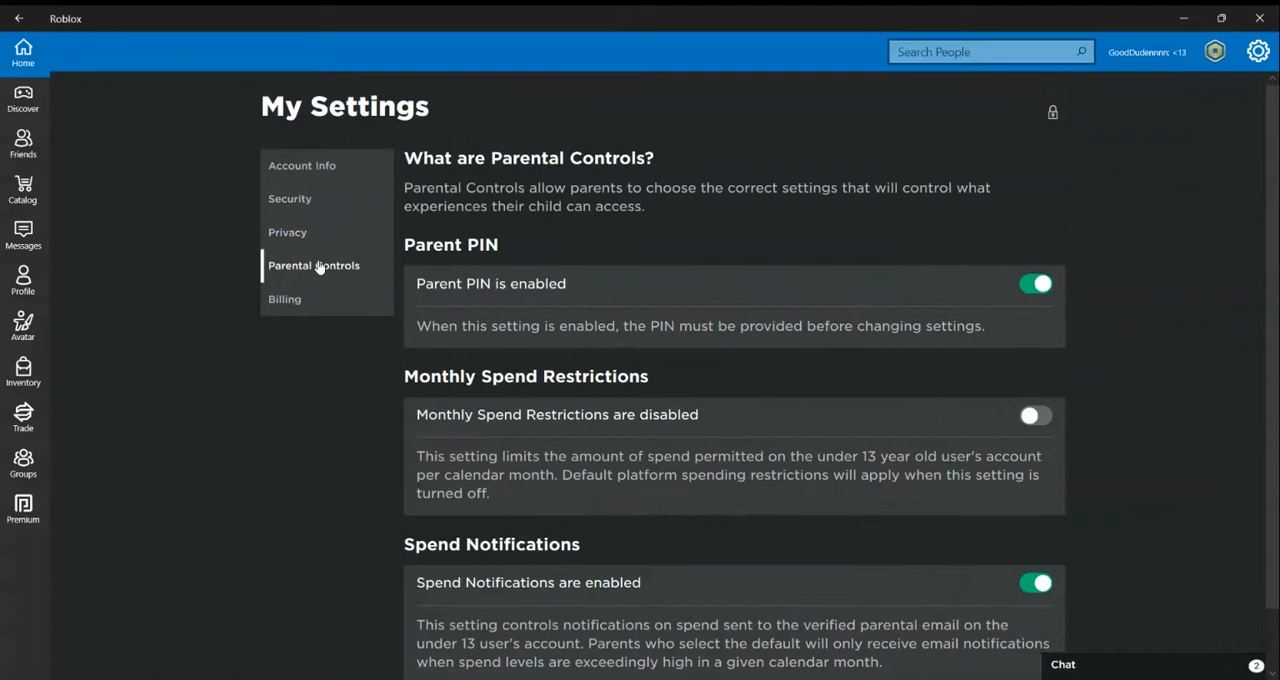 Roblox
Home
Search People
GoodDudennnn: <13
Discover
Friends
Catalog
Messages
Profile
Avatar
Inventory
Trade
Groups
Premium
My Settings
Account Info
Security
Privacy
Parental Controls
Billing
What are Parental Controls?
Parental Controls allow parents to choose the correct settings that will control what
experiences their child can access.
Parent PIN
Parent PIN is enabled
When this setting is enabled, the PIN must be provided before changing settings.
Monthly Spend Restrictions
Monthly Spend Restrictions are disabled
This setting limits the amount of spend permitted on the under 13 year old user's account
per calendar month. Default platform spending restrictions will apply when this setting is
turned off.
Spend Notifications
Spend Notifications are enabled
This setting controls notifications on spend sent to the verified parental email on the
under 13 user's account. Parents who select the default will only receive email notifications
when spend levels are exceedingly high in a given calendar month.
Chat
2